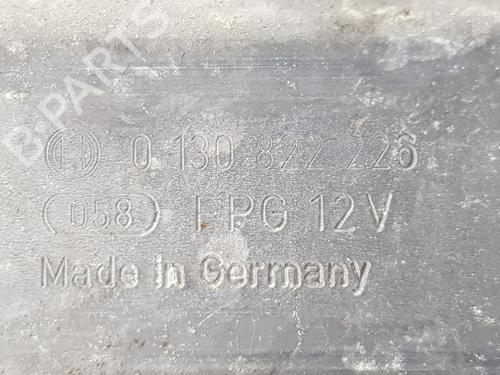 B-PARTS
0 130 822 226
(058) FPG 12V
Made in Germany